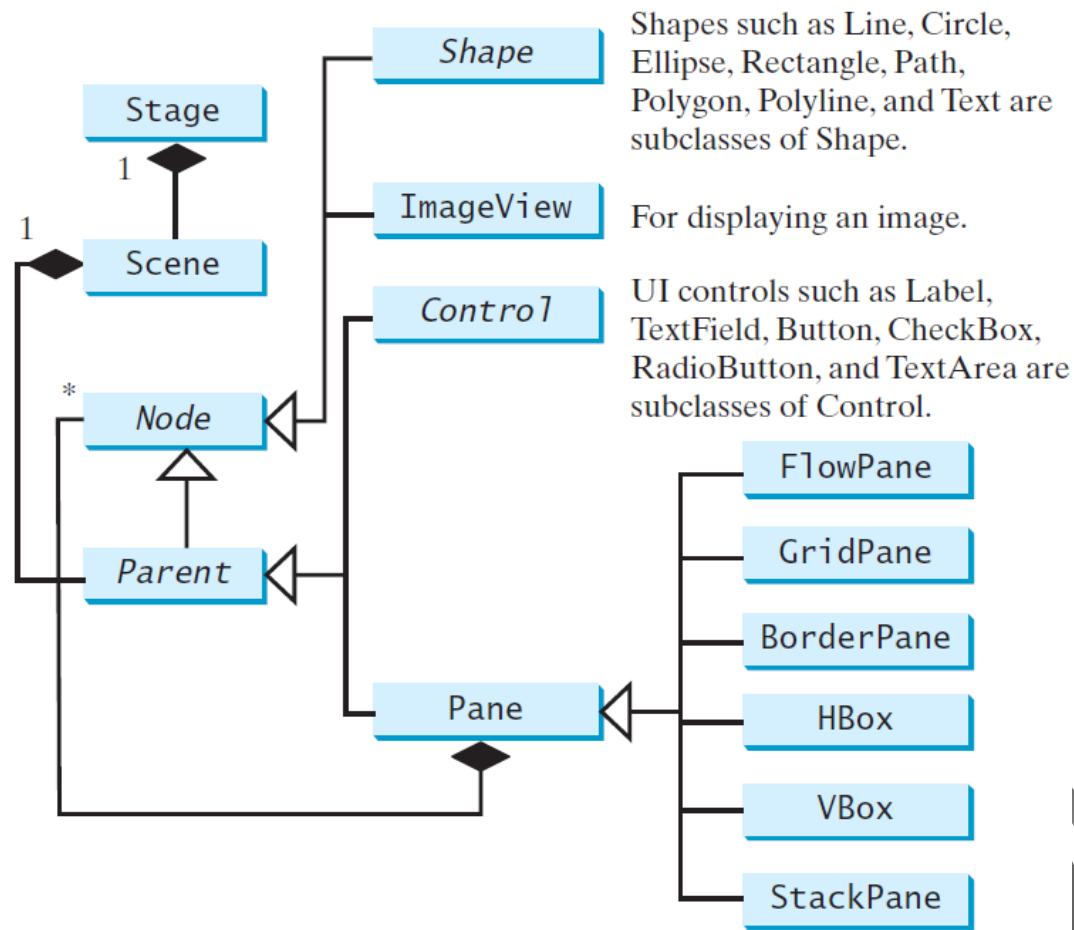 Shape
Shapes such as Line, Circle,
Ellipse, Rectangle, Path,
Polygon, Polyline, and Text are
subclasses of Shape.
Stage
1
ImageView
For displaying an image.
1
Scene
Control
UI controls such as Label,
TextField, Button, CheckBox,
RadioButton, and TextArea are
subclasses of Control.
*
Node
FlowPane
GridPane
Parent
BorderPane
Pane
HBox
VBox
StackPane